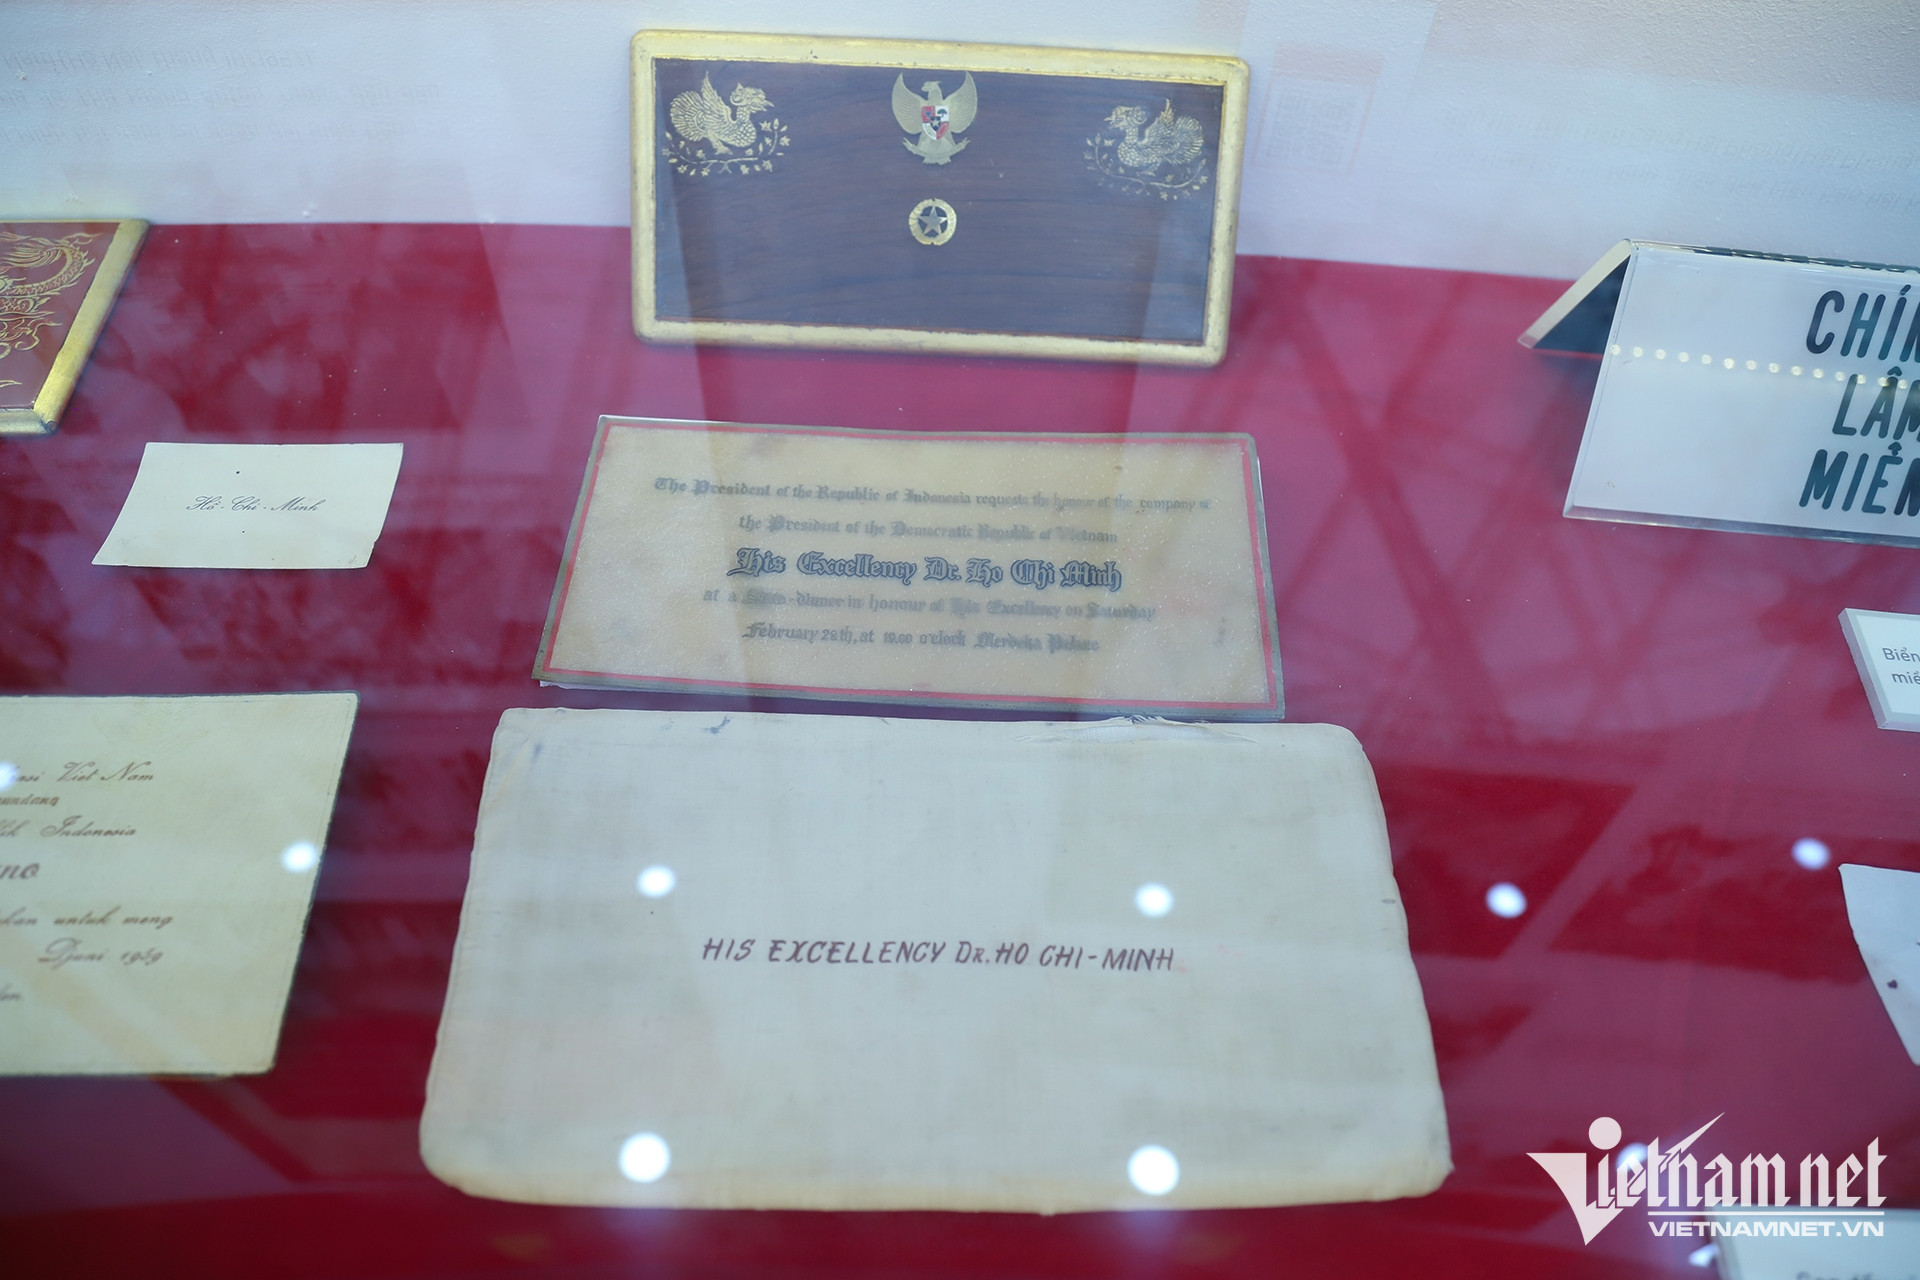 Hồ-Chí-Minh
The President of the Republic of Indonesia requests the honour of the company of
the President of the Democratic Republic of Vietnam
His Excellency Dr. Ho Chi Minh
at a -dinner in honour of His Excellency on Saturday
February 28th, at 19.00 o'clock Merdeka Palace
CHÍN
LÂM
MIỀN
Biển
miề
Viet Nam
Indonesia
untuk meng
Djuni 1959
HIS EXCELLENCY DR. HO CHI-MINH
Vietnamnet
VIETNAMNET.VN